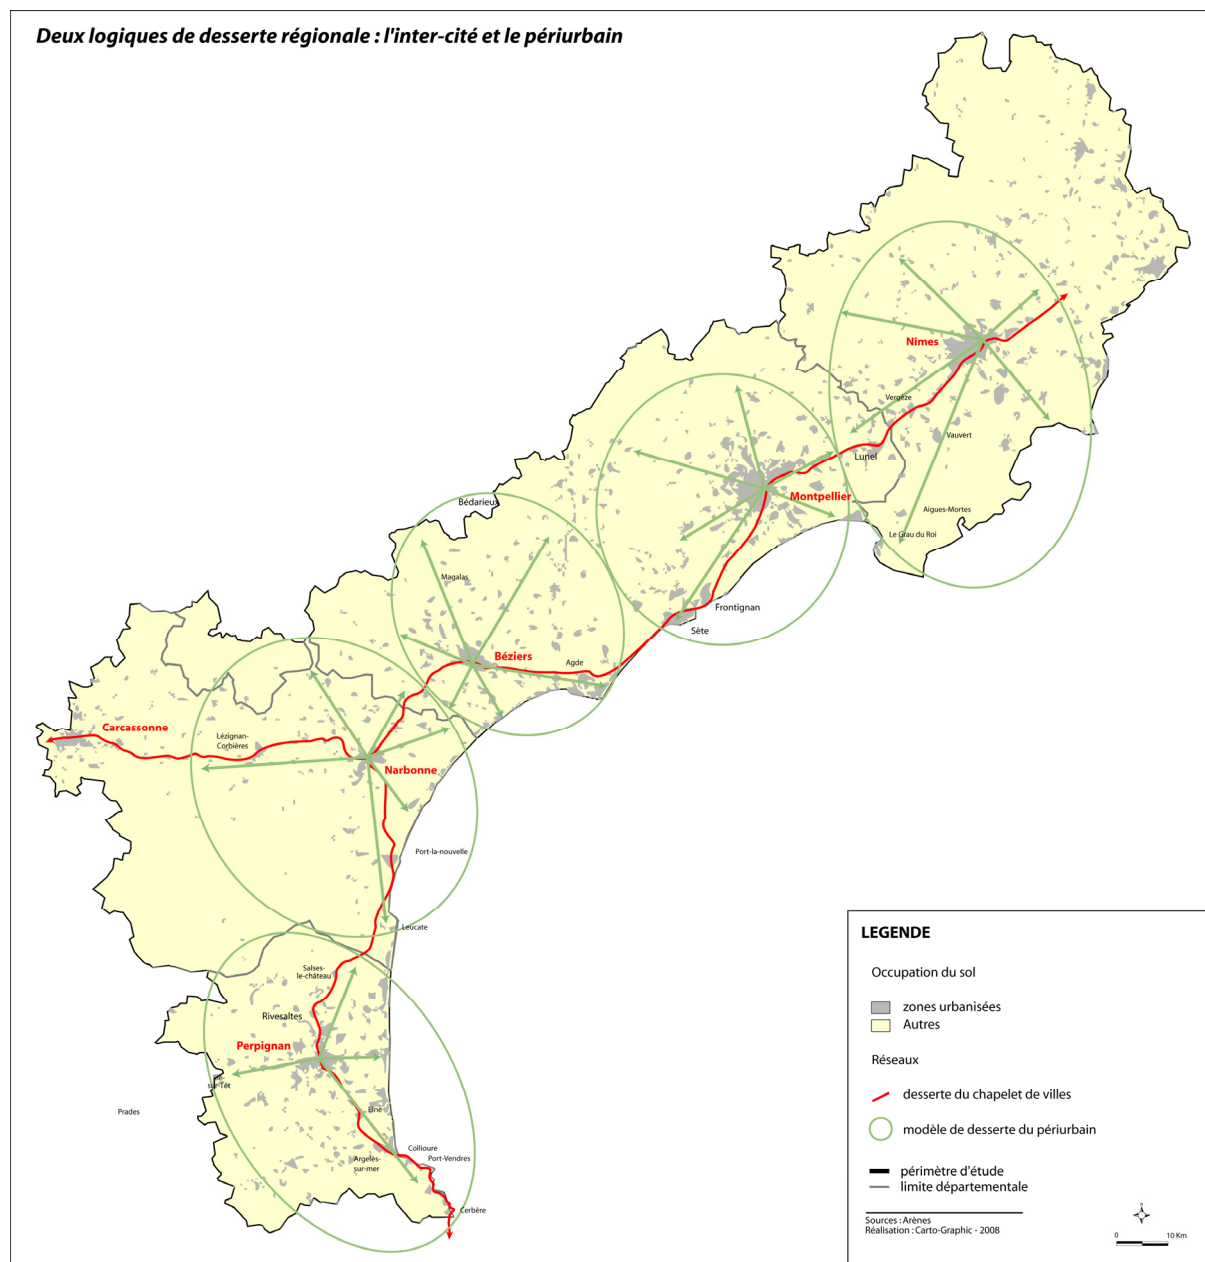 Deux logiques de desserte régionale : l'inter-cité et le périurbain
Nîmes
Vergèze
Vauvert
Lunel
Montpellier
Bédarieux
Aigues-Mortes
Le Grau du Roi
Magalas
Frontignan
Sète
Béziers
Agde
Carcassonne
Lézignan-
Corbières
Narbonne
Port-la-nouvelle
Leucate
Salses-
le-château
Rivesaltes
Perpignan
Ille-
sur-Têt
Prades
Elne
Collioure
Argelès-
sur-mer
Port-Vendres
Cerbère
LEGENDE
Occupation du sol
zones urbanisées
Autres
Réseaux
desserte du chapelet de villes
modèle de desserte du périurbain
périmètre d'étude
limite départementale
Sources : Arènes
Réalisation : Carto-Graphic - 2008
0 10 Km